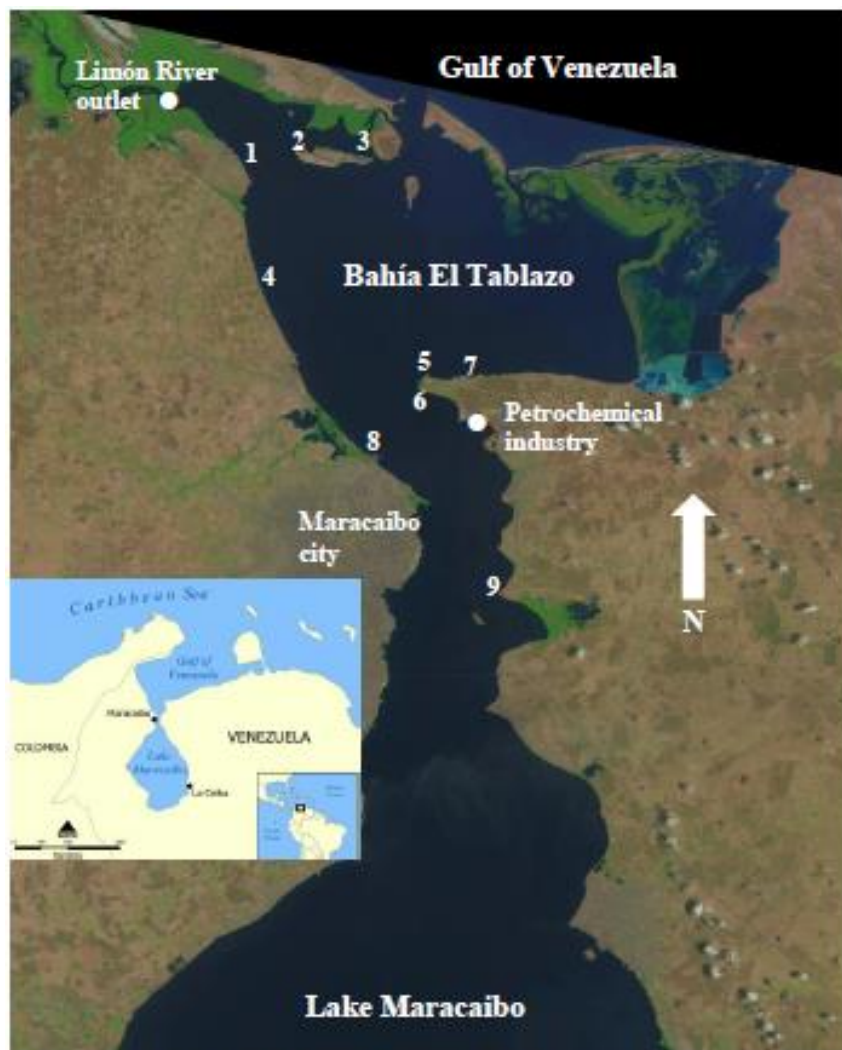 Gulf of Venezuela
Limón River
outlet
1
2
3
4
Bahía El Tablazo
5
7
6
Petrochemical
industry
8
Maracaibo
city
9
N
Caribbean Sea
Gulf of
Venezuela
Maracaibo
VENEZUELA
COLOMBIA
Lake
Maracaibo
La Ceiba
Lake Maracaibo